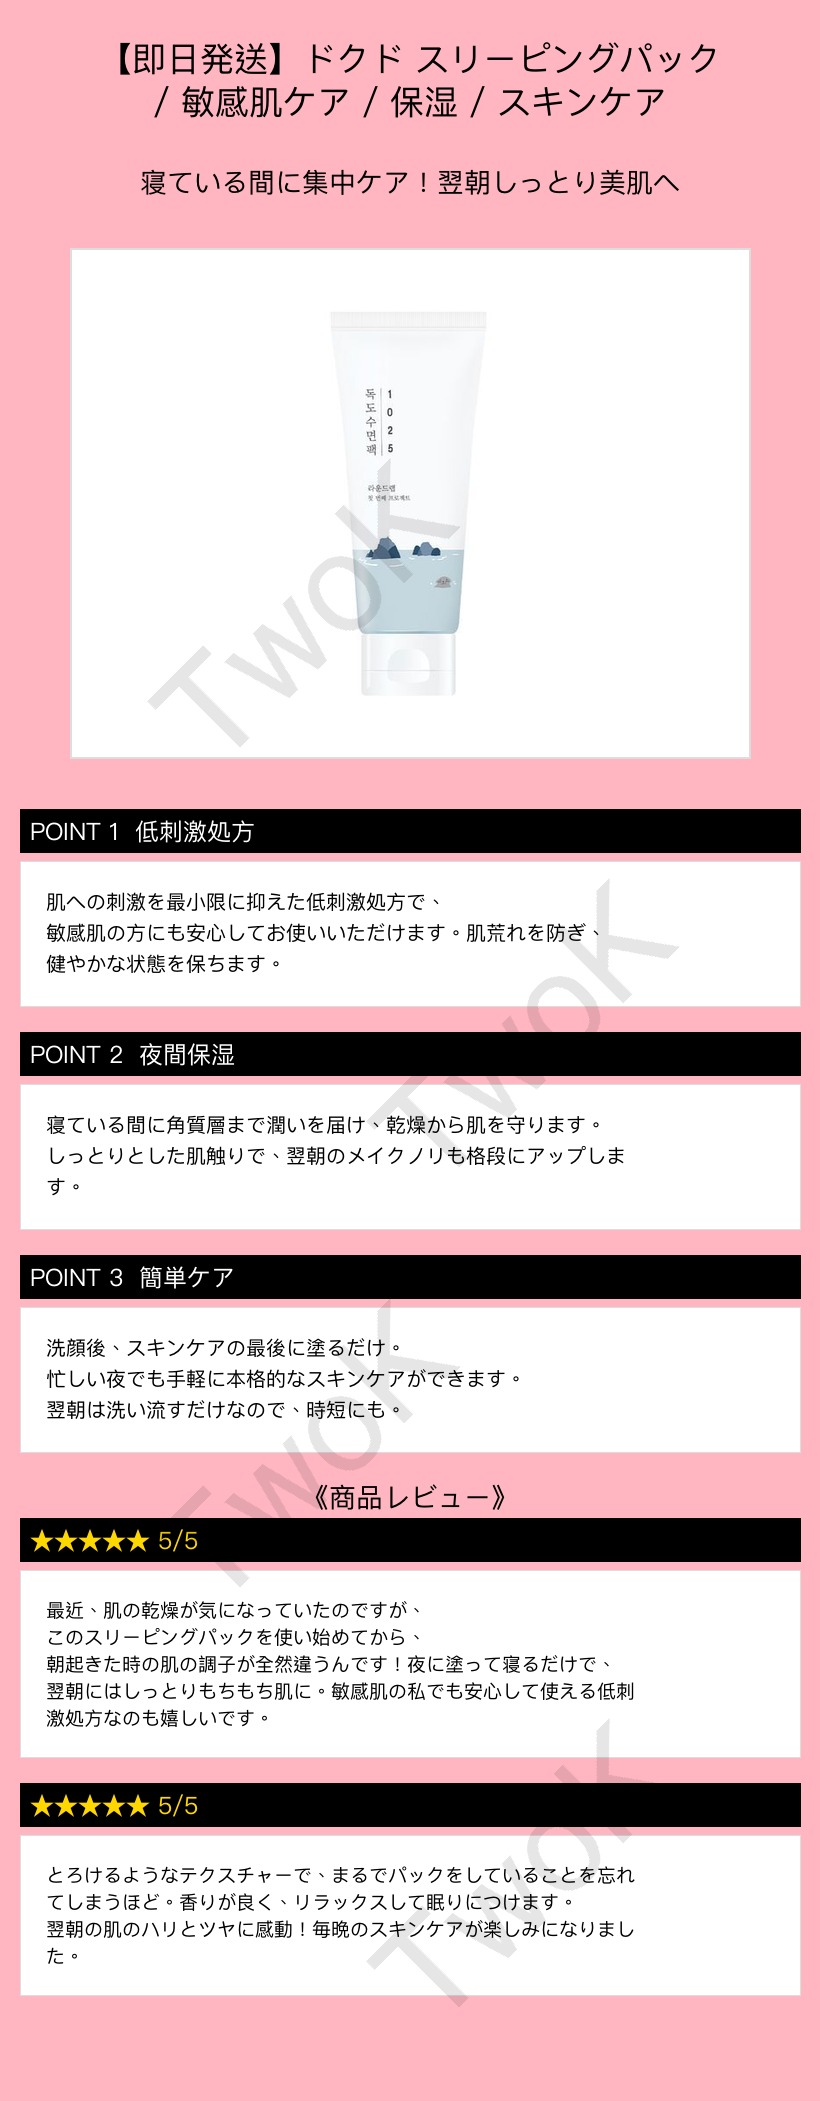 【即日発送】ドクド スリーピングパック
/ 敏感肌ケア / 保湿 / スキンケア
寝ている間に集中ケア！翌朝しっとり美肌へ
독도수면팩
1025
라운드랩
첫 번째 프로젝트
TwoK
POINT 1 低刺激処方
肌への刺激を最小限に抑えた低刺激処方で、
敏感肌の方にも安心してお使いいただけます。肌荒れを防ぎ、
健やかな状態を保ちます。
TwoK
POINT 2 夜間保湿
寝ている間に角質層まで潤いを届け、乾燥から肌を守ります。
しっとりとした肌触りで、翌朝のメイクノリも格段にアップしま
す。
POINT 3 簡単ケア
洗顔後、スキンケアの最後に塗るだけ。
忙しい夜でも手軽に本格的なスキンケアができます。
翌朝は洗い流すだけなので、時短にも。
TwoK
《商品レビュー》
★★★★★ 5/5
最近、肌の乾燥が気になっていたのですが、
このスリーピングパックを使い始めてから、
朝起きた時の肌の調子が全然違うんです！夜に塗って寝るだけで、
翌朝にはしっとりもちもち肌に。敏感肌の私でも安心して使える低刺
激処方なのも嬉しいです。
★★★★★ 5/5
とろけるようなテクスチャーで、まるでパックをしていることを忘れ
てしまうほど。香りが良く、リラックスして眠りにつけます。
翌朝の肌のハリとツヤに感動！毎晩のスキンケアが楽しみになりまし
た。
TwoK